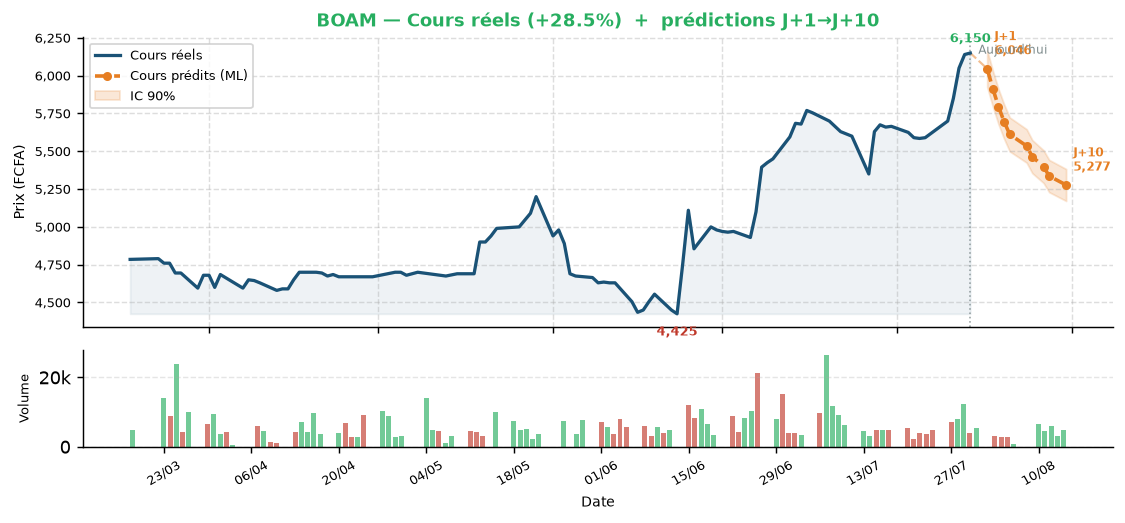 BOAM — Cours réels (+28.5%)  +  prédictions J+1→J+10
6,250
6,000
5,750
5,500
5,250
5,000
4,750
4,500
Prix (FCFA)
Cours réels
Cours prédits (ML)
IC 90%
6,150
J+1
6,046
Aujourd'hui
J+10
5,277
4,425
Volume
20k
0
23/03
06/04
20/04
04/05
18/05
01/06
15/06
29/06
13/07
27/07
10/08
Date